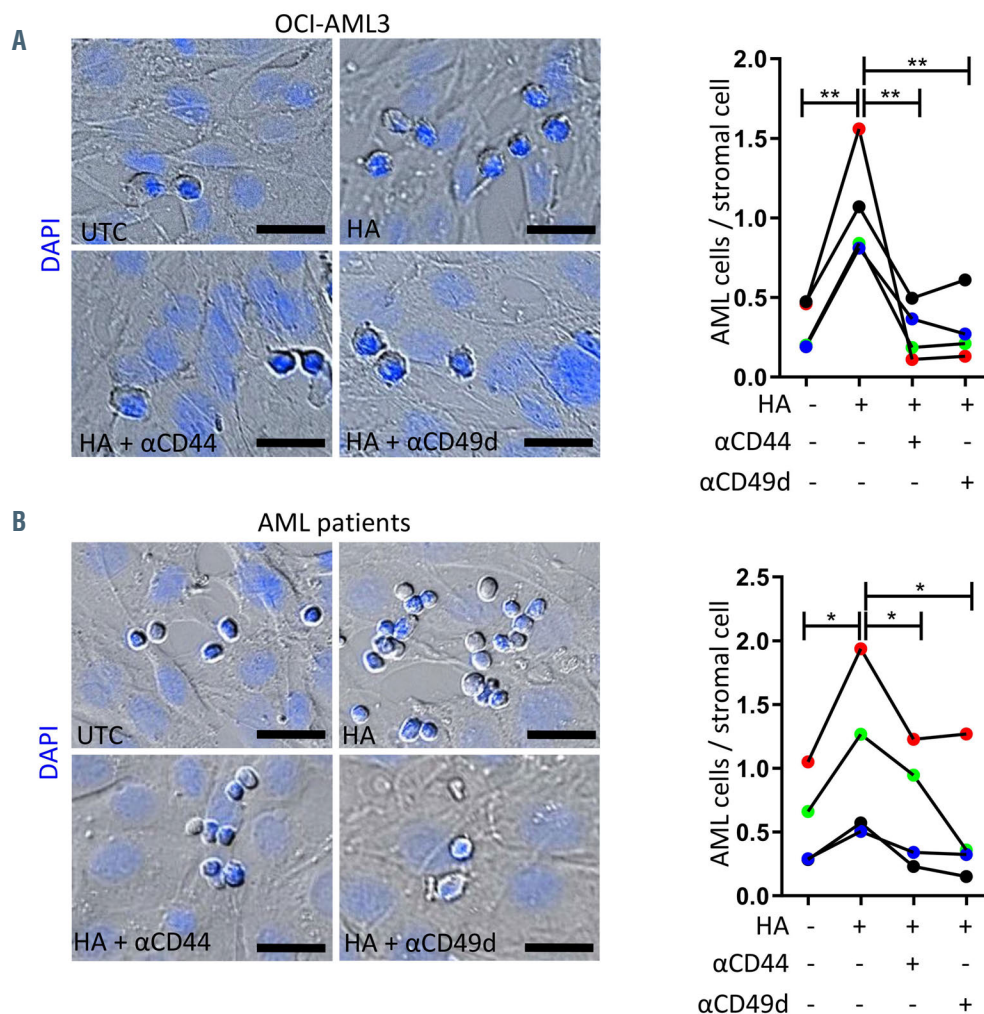 A
OCI-AML3
DAPI
UTC
HA
HA + αCD44
HA + αCD49d
AML cells / stromal cell
2.0
1.5
1.0
0.5
0.0
**
**
**
HA - + + +
αCD44 - - + -
αCD49d - - - +
B
AML patients
DAPI
UTC
HA
HA + αCD44
HA + αCD49d
AML cells / stromal cell
2.5
2.0
1.5
1.0
0.5
0.0
*
*
*
HA - + + +
αCD44 - - + -
αCD49d - - - +